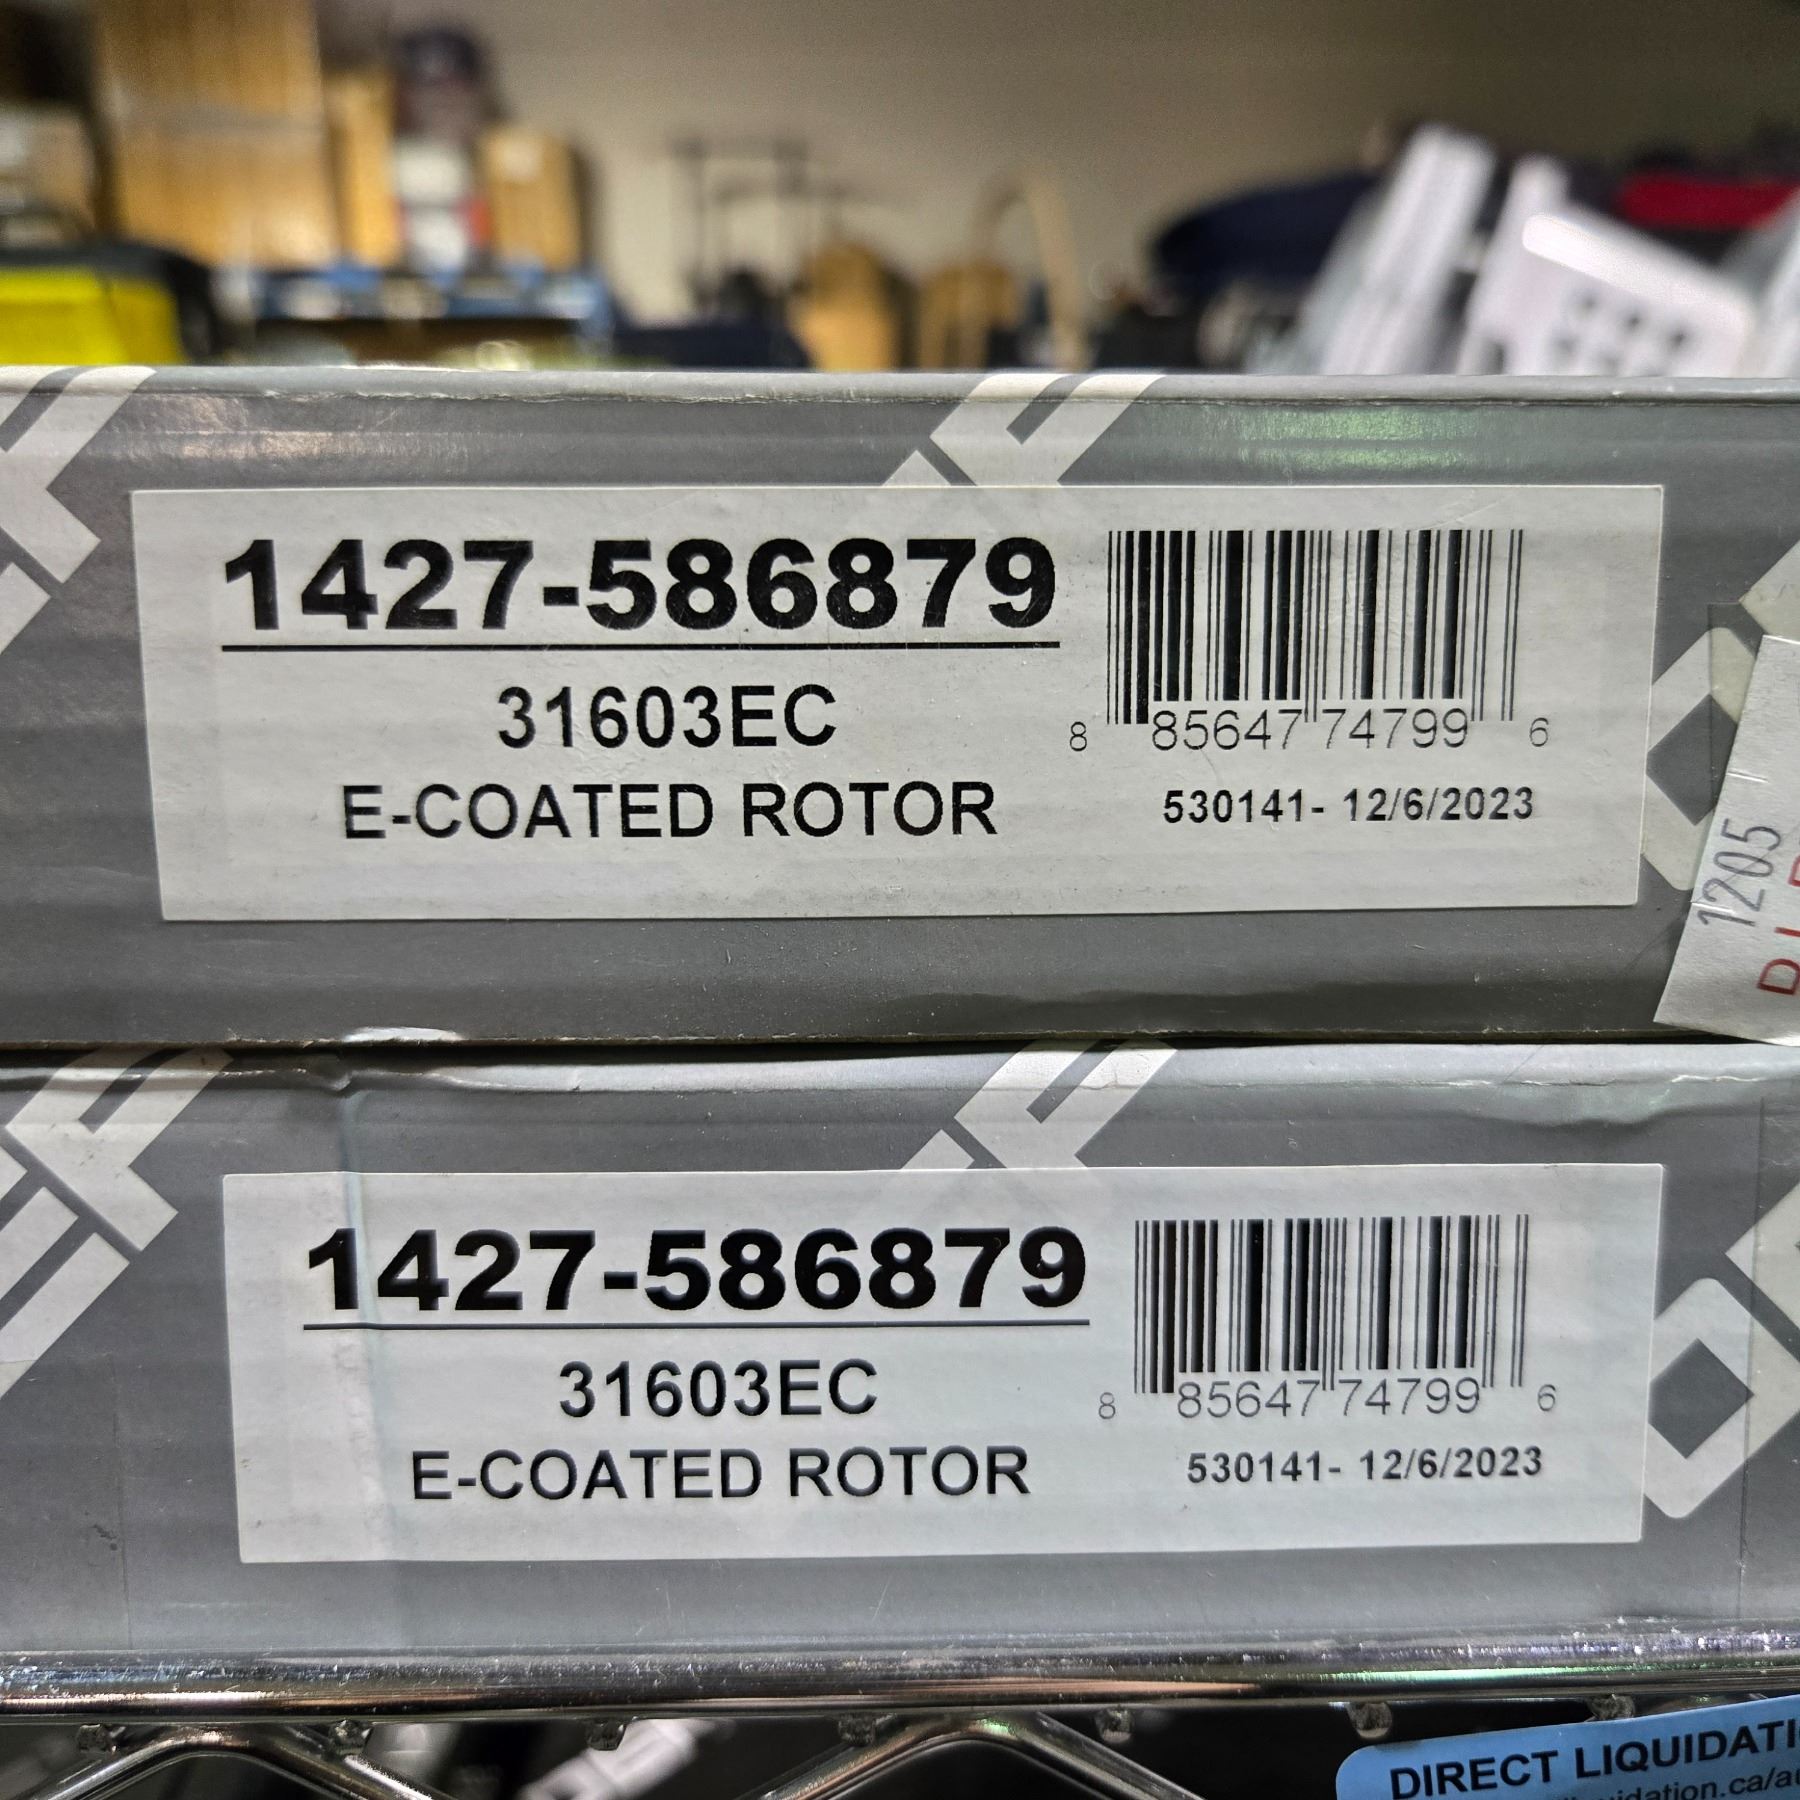 1427-586879
31603EC
E-COATED ROTOR
8 85647 74799 6
530141- 12/6/2023
1205
1427-586879
31603EC
E-COATED ROTOR
8 85647 74799 6
530141- 12/6/2023
DIRECT